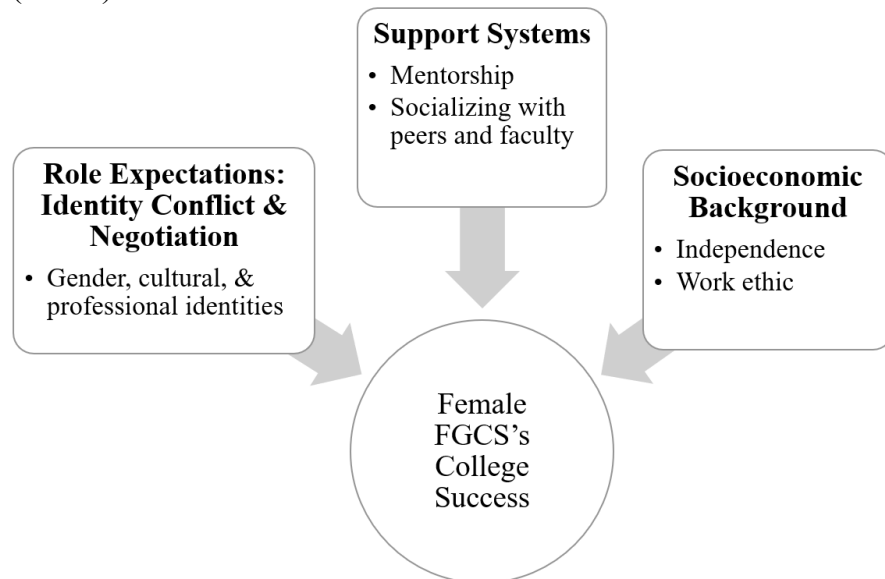 Support Systems
• Mentorship
• Socializing with
peers and faculty
Role Expectations:
Identity Conflict &
Negotiation
• Gender, cultural, &
professional identities
Socioeconomic
Background
• Independence
• Work ethic
Female
FGCS’s
College
Success